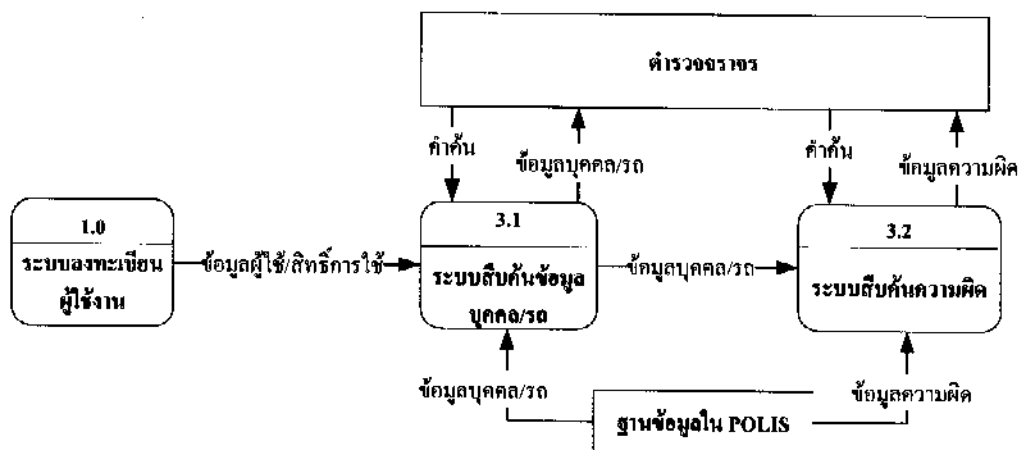 ตำรวจจราจร
คำค้น
ข้อมูลบุคคล/รถ
คำค้น
ข้อมูลความผิด
1.0
ระบบลงทะเบียน
ผู้ใช้งาน
ข้อมูลผู้ใช้/สิทธิ์การใช้
3.1
ระบบสืบค้นข้อมูล
บุคคล/รถ
ข้อมูลบุคคล/รถ
3.2
ระบบสืบค้นความผิด
ข้อมูลบุคคล/รถ
ข้อมูลความผิด
ฐานข้อมูลใน POLIS